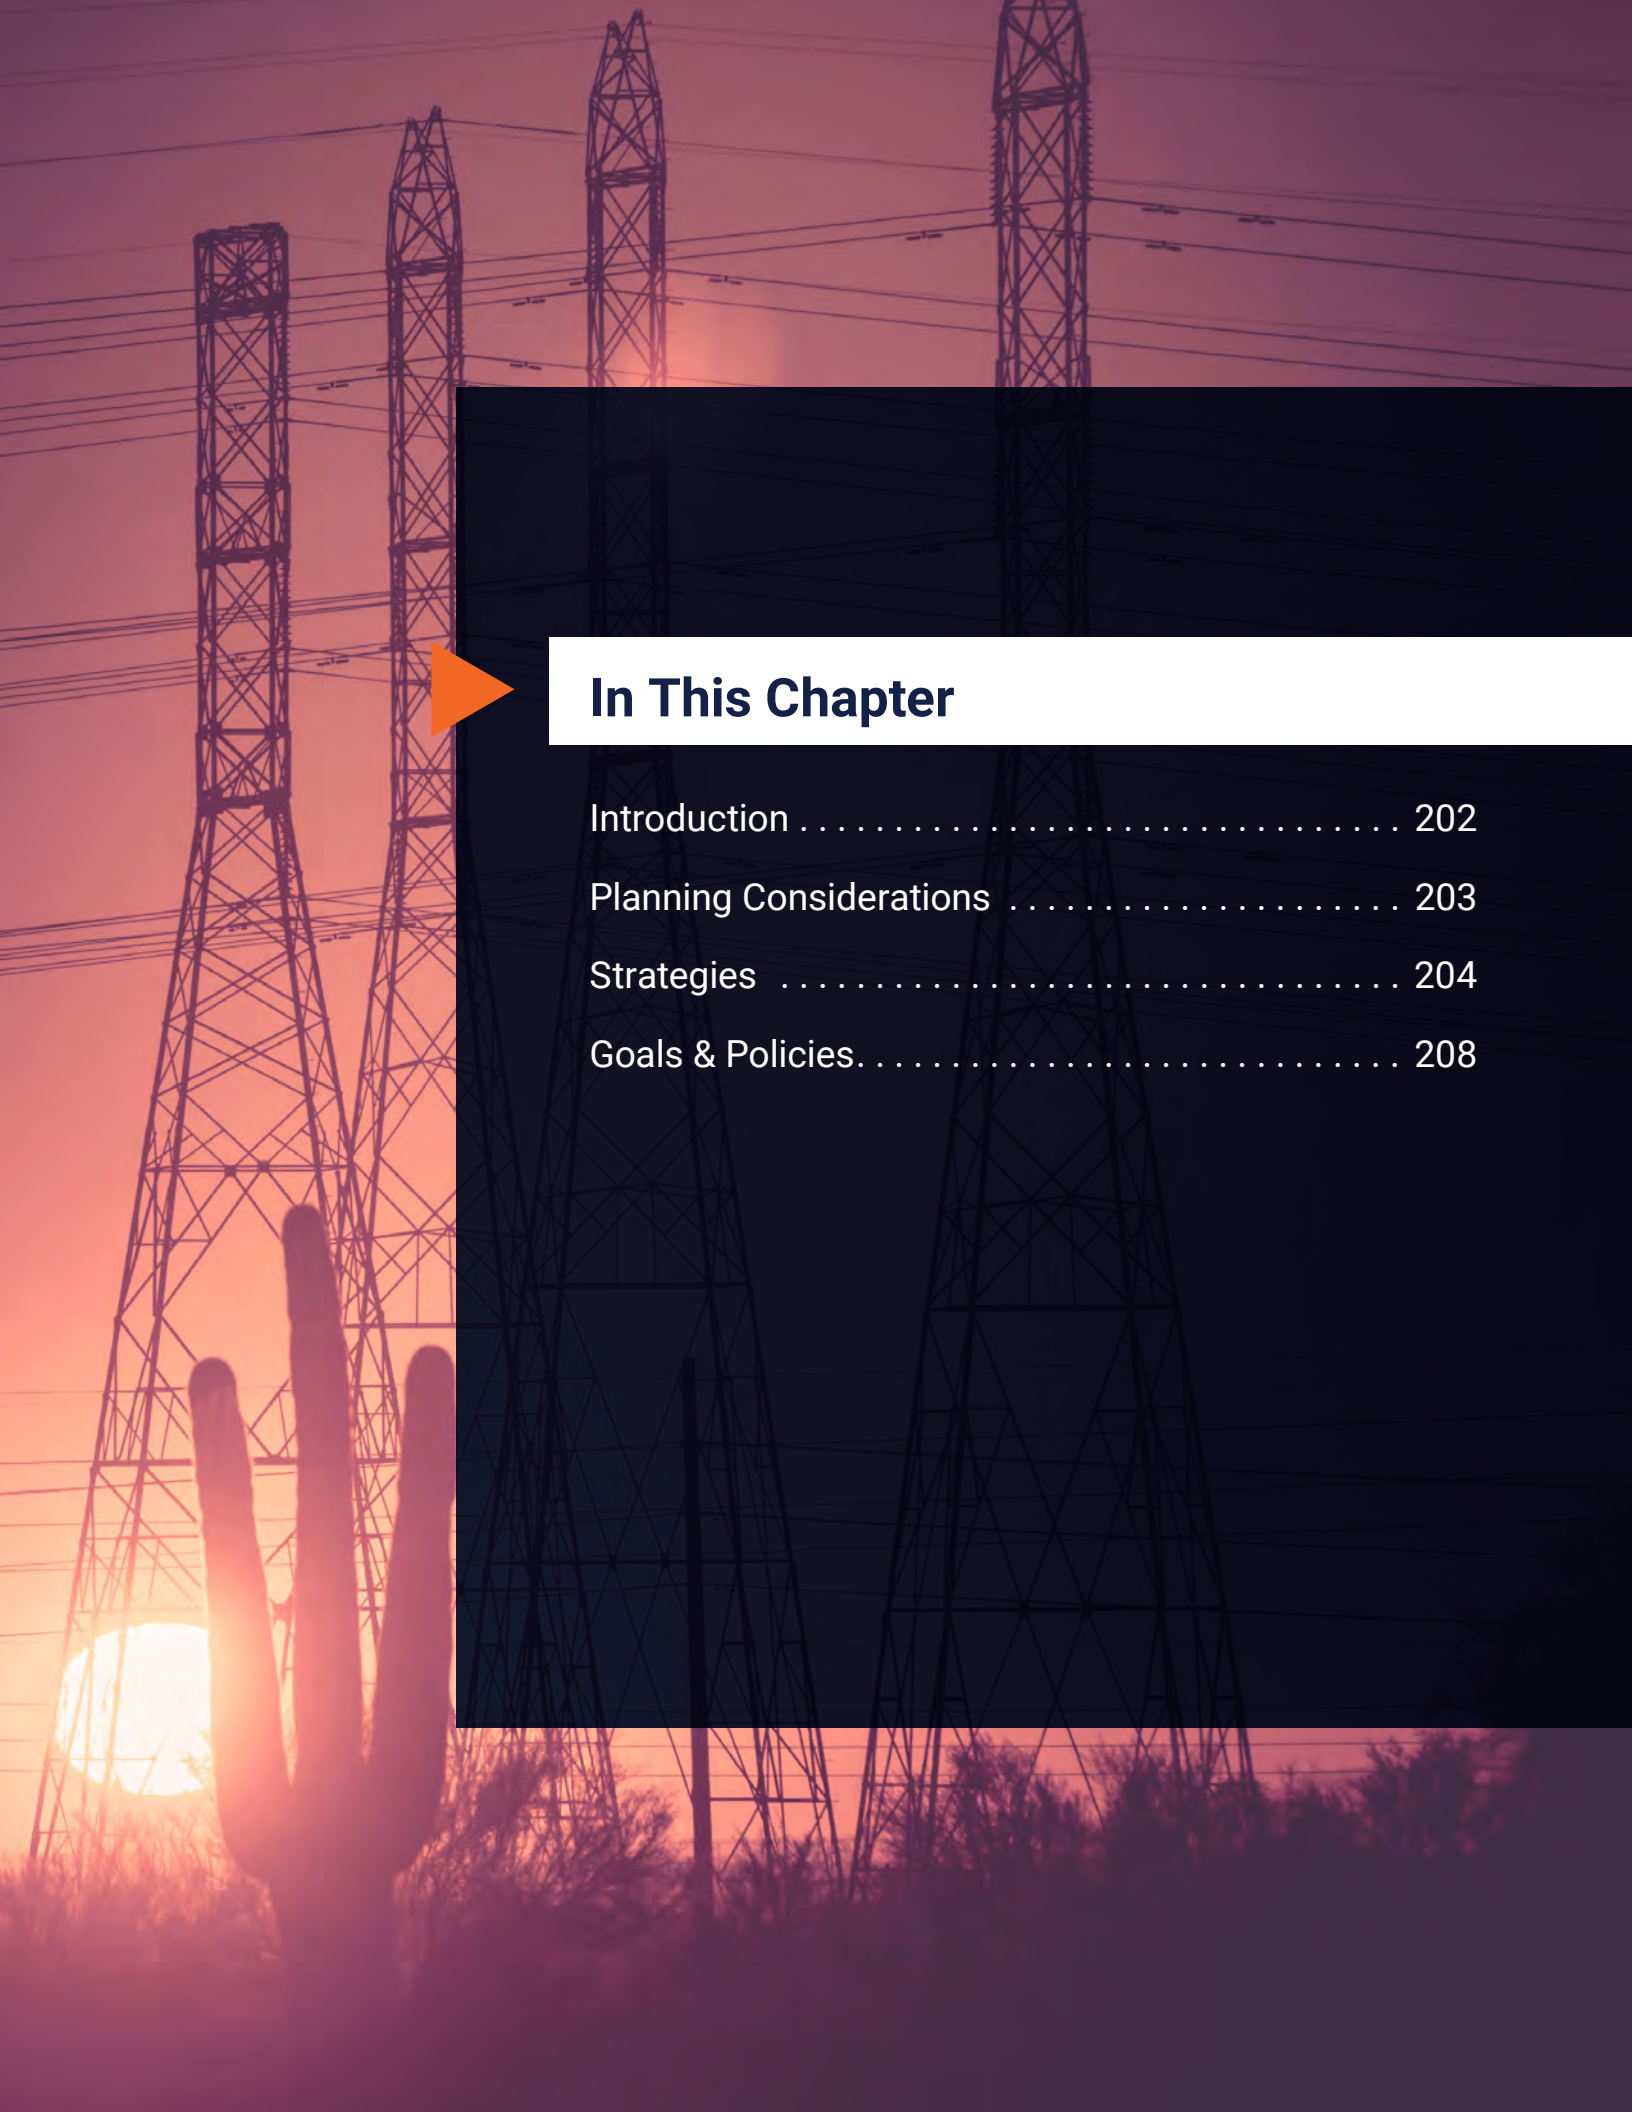 In This Chapter
Introduction . . . . . . . . . . . . . . . . . . . . . . . . . . . . . . . . 202
Planning Considerations . . . . . . . . . . . . . . . . . . . . . 203
Strategies . . . . . . . . . . . . . . . . . . . . . . . . . . . . . . . . . 204
Goals & Policies. . . . . . . . . . . . . . . . . . . . . . . . . . . . . 208